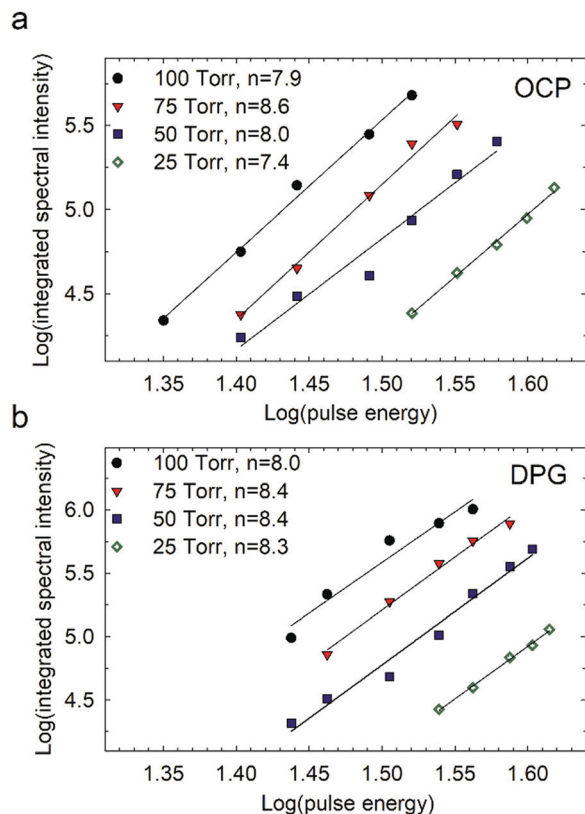 a
OCP
100 Torr, n=7.9
75 Torr, n=8.6
50 Torr, n=8.0
25 Torr, n=7.4
Log(integrated spectral intensity)
5.5
5.0
4.5
1.35 1.40 1.45 1.50 1.55 1.60
Log(pulse energy)
b
DPG
100 Torr, n=8.0
75 Torr, n=8.4
50 Torr, n=8.4
25 Torr, n=8.3
Log(integrated spectral intensity)
6.0
5.5
5.0
4.5
1.35 1.40 1.45 1.50 1.55 1.60
Log(pulse energy)